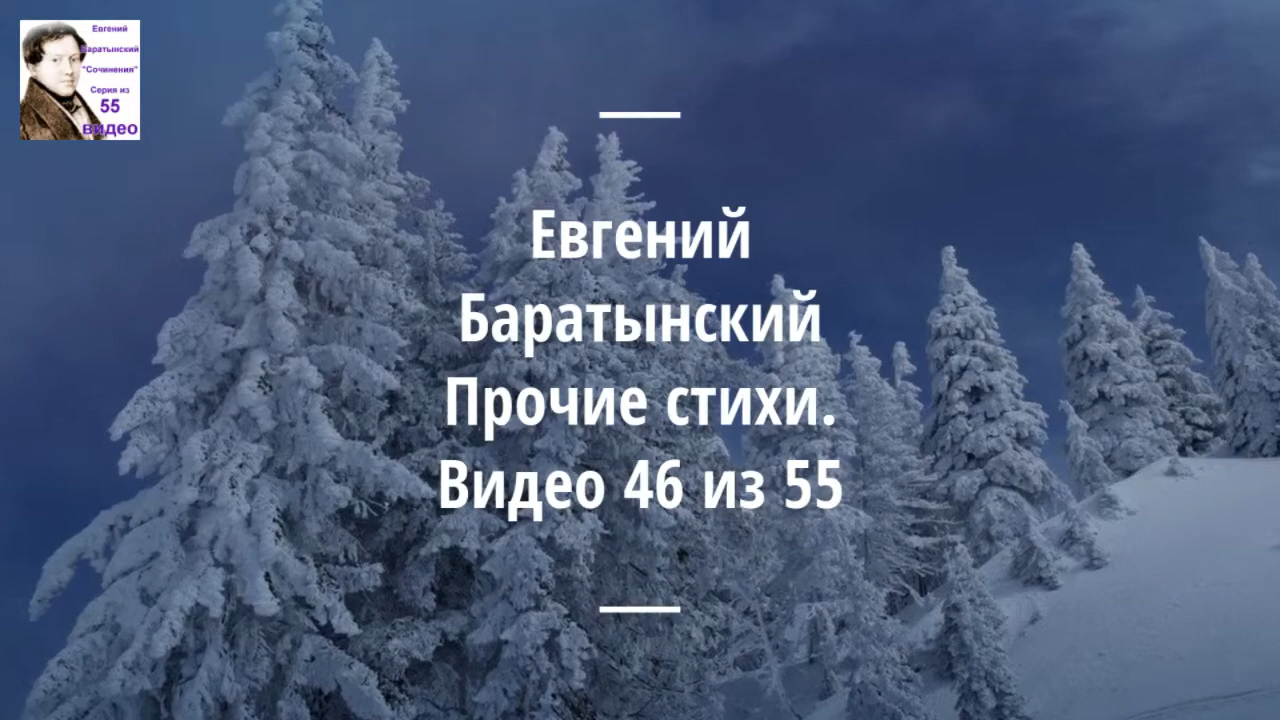 Евгений
Баратынский
"Сочинения"
Серия из
55
видео
Евгений
Баратынский
Прочие стихи.
Видео 46 из 55